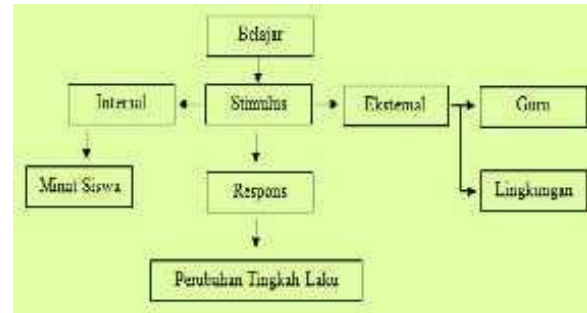 Belajar
Internal
Stimulus
Eksternal
Guru
Minat Siswa
Respons
Lingkungan
Perubahan Tingkah Laku